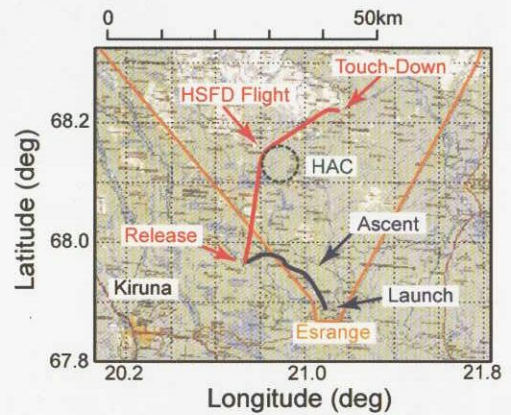 0
50km
Touch-Down
HSFD Flight
68.2
HAC
Latitude (deg)
Ascent
68.0
Release
Kiruna
Launch
Esrange
67.8
20.2
21.0
21.8
Longitude (deg)